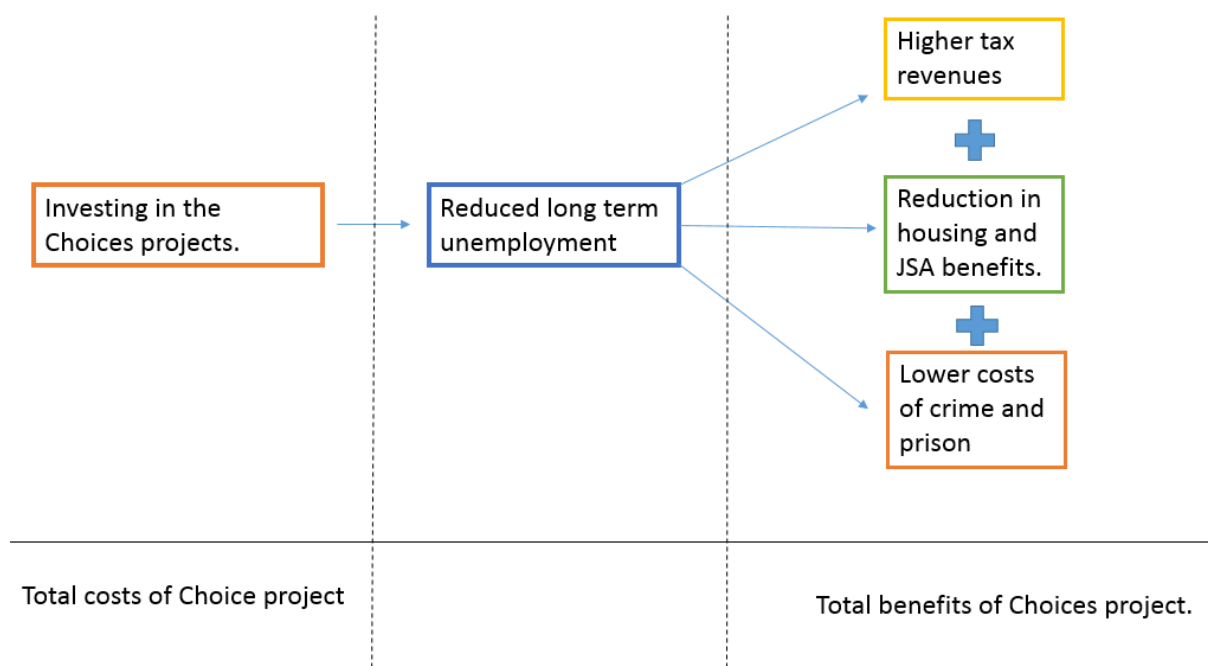 Higher tax
revenues
Investing in the
Choices projects.
Reduced long term
unemployment
Reduction in
housing and
JSA benefits.
Lower costs
of crime and
prison
Total costs of Choice project
Total benefits of Choices project.